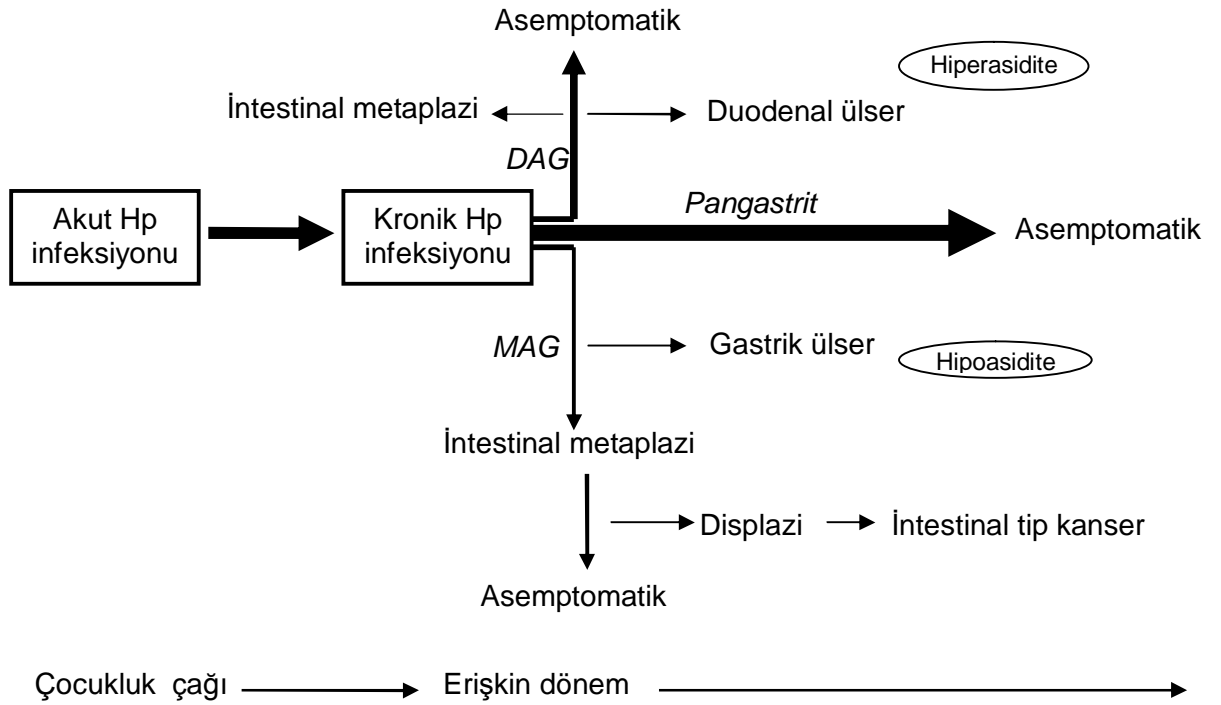 Asemptomatik
Hiperasidite
İntestinal metaplazi
Duodenal ülser
DAG
Akut Hp
infeksiyonu
Kronik Hp
infeksiyonu
Pangastrit
Asemptomatik
MAG
Gastrik ülser
Hipoasidite
İntestinal metaplazi
Displazi
İntestinal tip kanser
Asemptomatik
Çocukluk çağı
Erişkin dönem